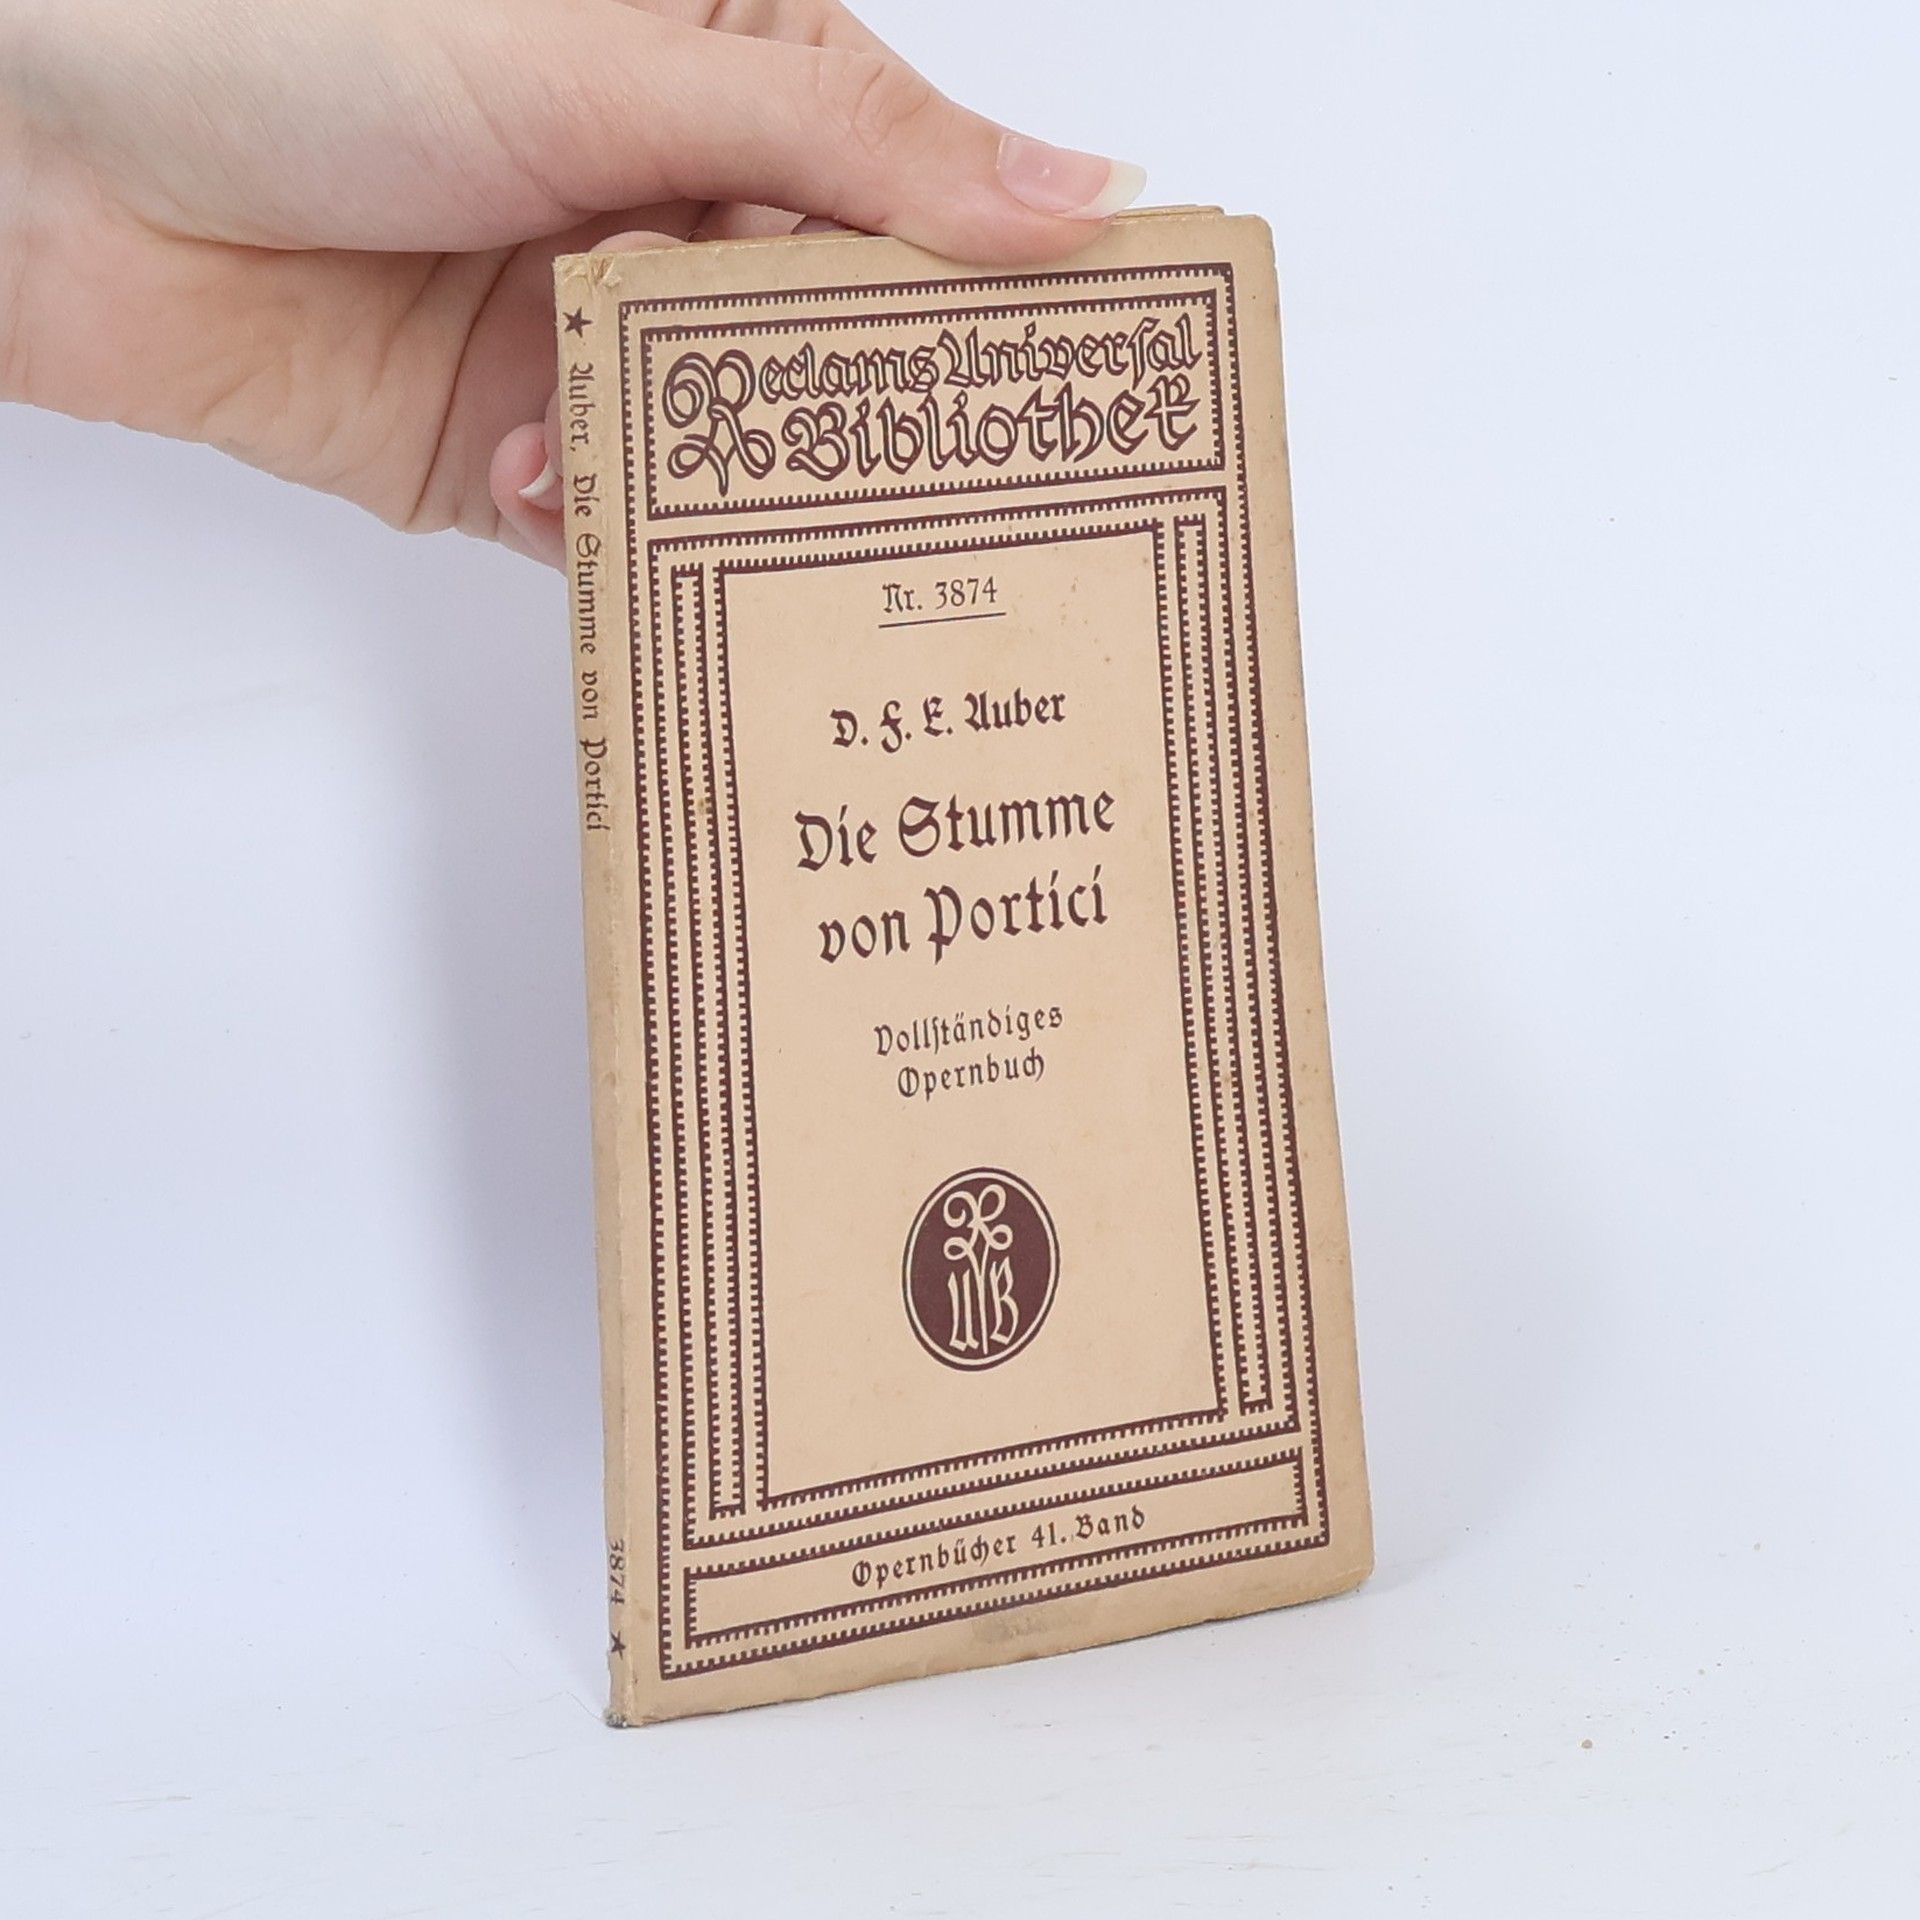 ★ Auber, Die Stumme von Portici
3874 ★
Reclams Universal
Bibliothek
Nr. 3874
D. F. E. Auber
Die Stumme
von Portici
Vollſtändiges
Opernbuch
R
UB
Opernbücher 41. Band